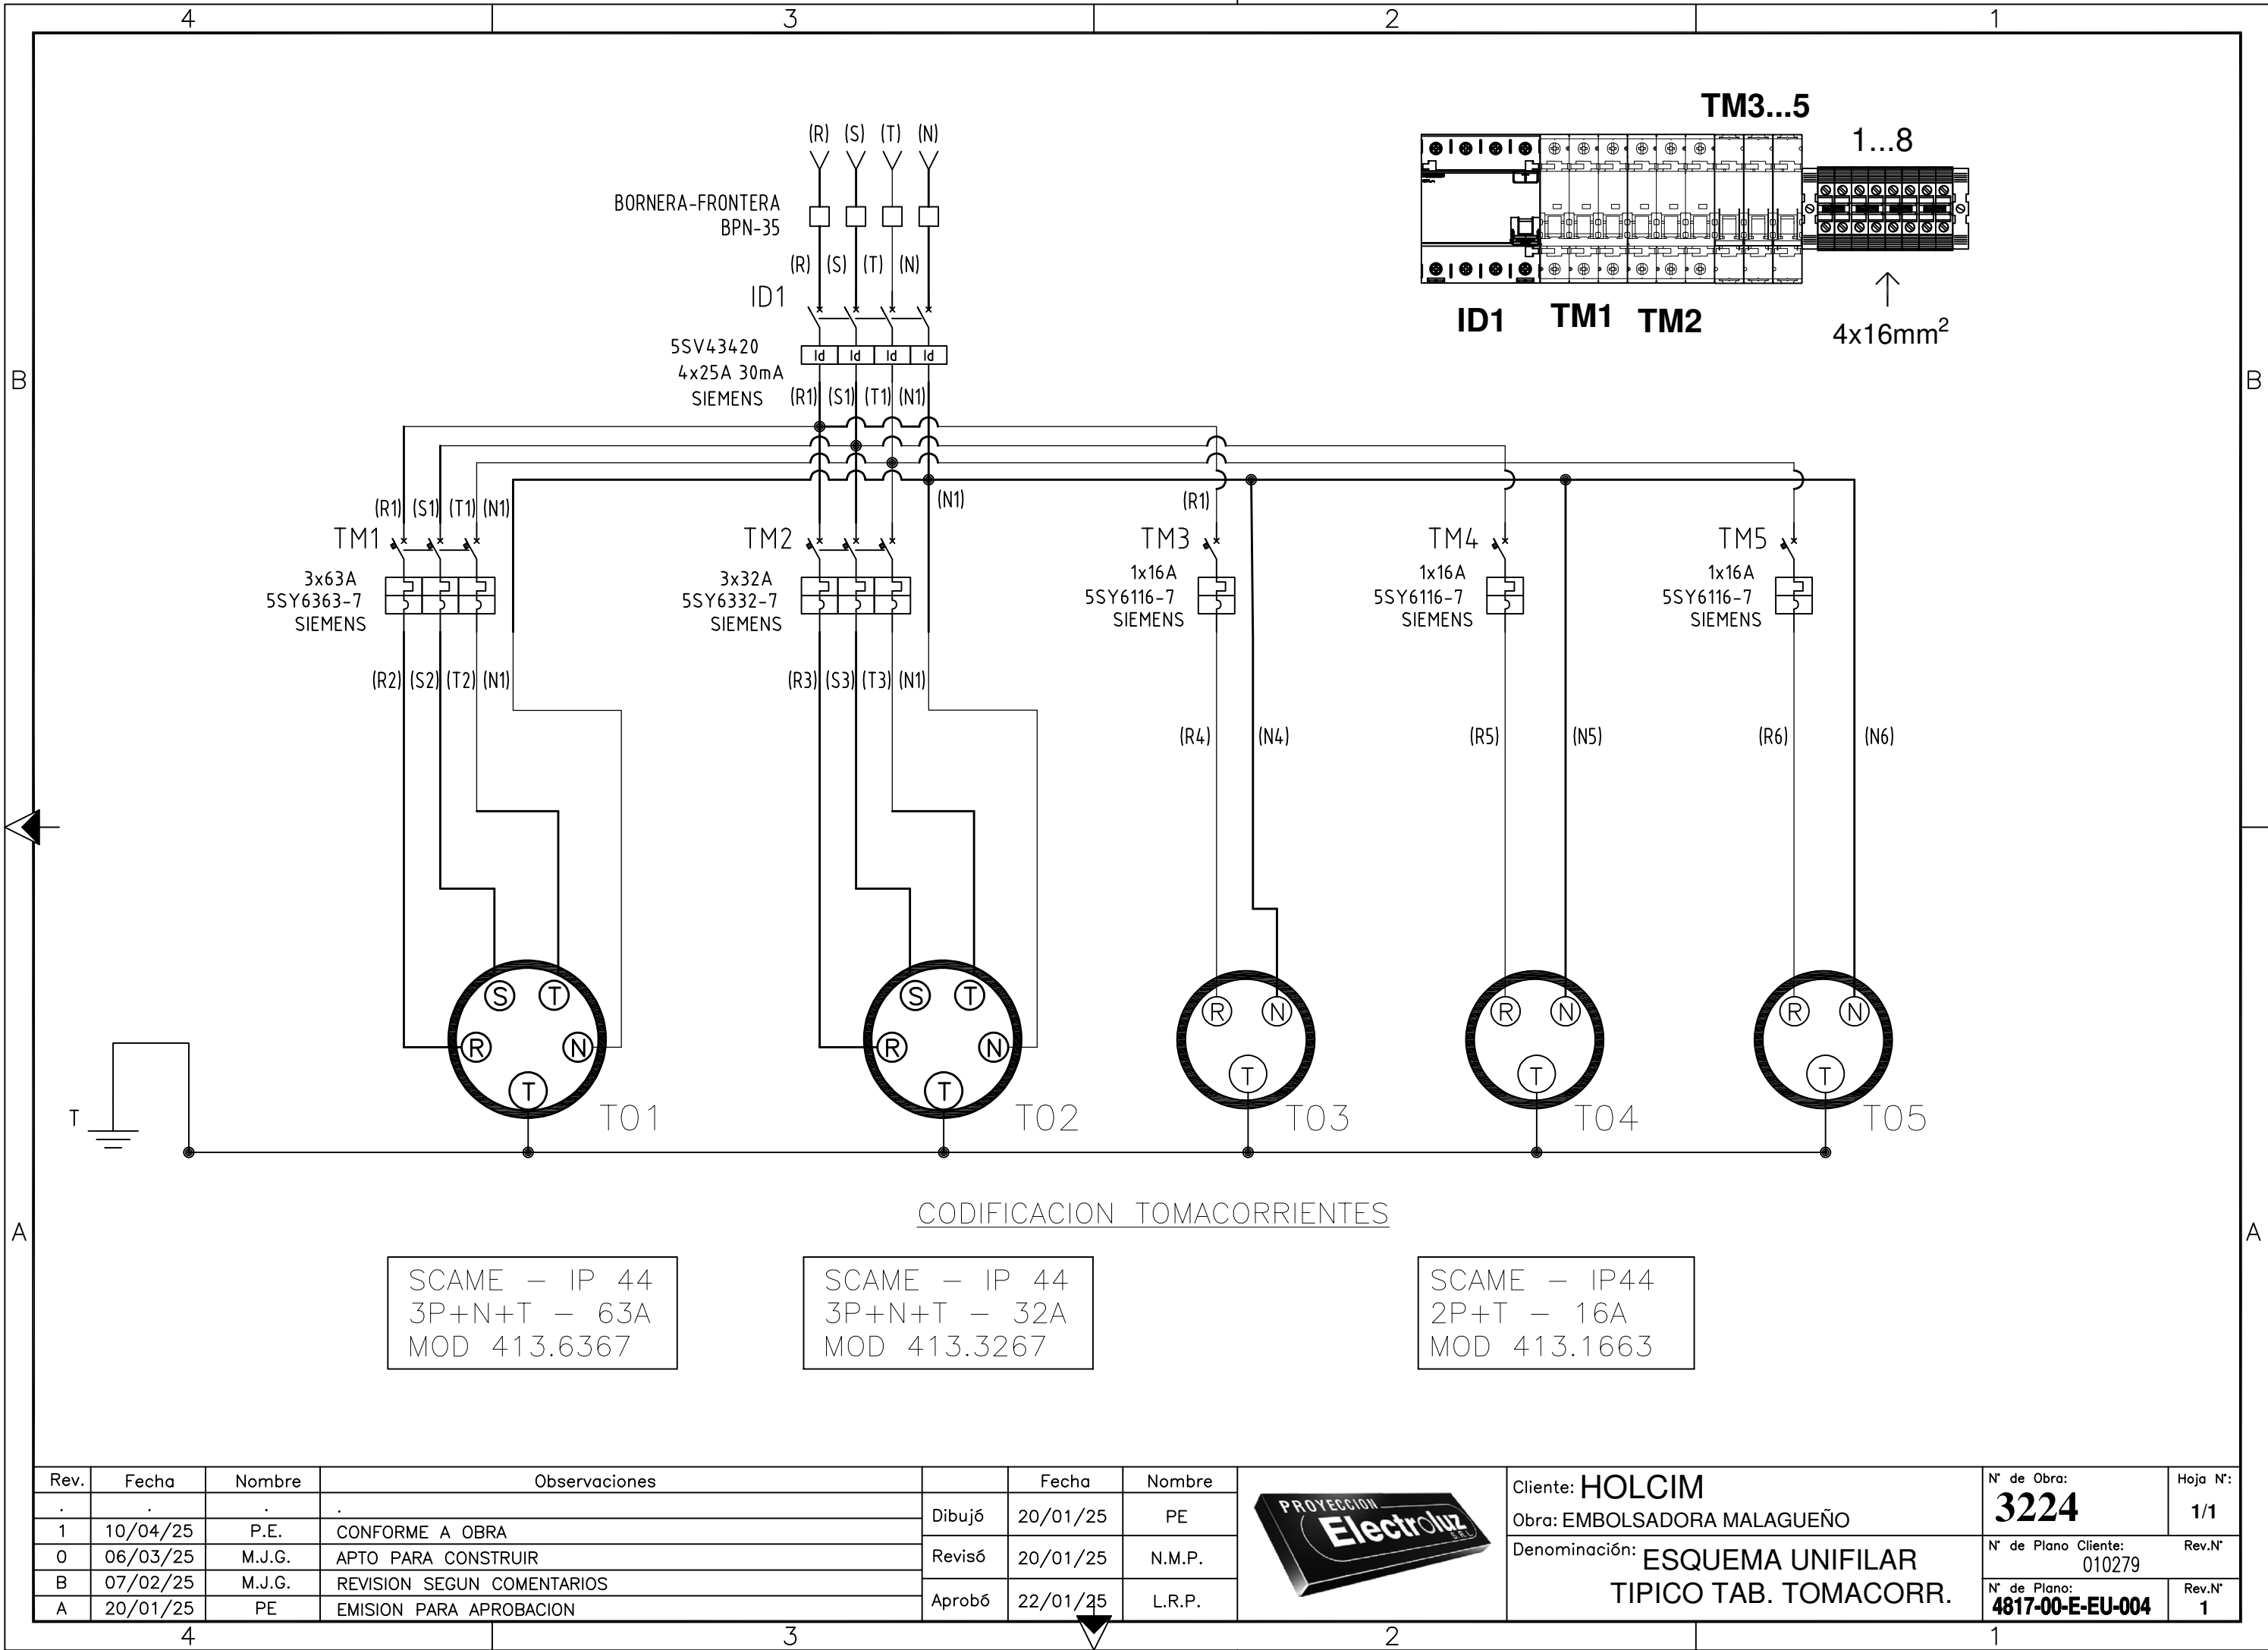 4 3 2 1
TM3...5
1...8
(R) (S) (T) (N)
BORNERA-FRONTERA
BPN-35
(R) (S) (T) (N)
ID1
ID1 TM1 TM2
4x16mm²
5SV43420
4x25A 30mA
SIEMENS
Id Id Id Id
(R1) (S1) (T1) (N1)
B B
(R1) (S1) (T1) (N1)
(N1)
(R1)
TM1
3x63A
5SY6363-7
SIEMENS
TM2
3x32A
5SY6332-7
SIEMENS
TM3
1x16A
5SY6116-7
SIEMENS
TM4
1x16A
5SY6116-7
SIEMENS
TM5
1x16A
5SY6116-7
SIEMENS
(R2) (S2) (T2) (N1)
(R3) (S3) (T3) (N1)
(R4) (N4)
(R5) (N5)
(R6) (N6)
S T
R N
T
TO1
S T
R N
T
TO2
R N
T
TO3
R N
T
TO4
R N
T
TO5
T
CODIFICACION TOMACORRIENTES
A A
SCAME - IP 44
3P+N+T - 63A
MOD 413.6367
SCAME - IP 44
3P+N+T - 32A
MOD 413.3267
SCAME - IP44
2P+T - 16A
MOD 413.1663
Rev. Fecha Nombre Observaciones
. . . .
1 10/04/25 P.E. CONFORME A OBRA
0 06/03/25 M.J.G. APTO PARA CONSTRUIR
B 07/02/25 M.J.G. REVISION SEGUN COMENTARIOS
A 20/01/25 PE EMISION PARA APROBACION
Fecha Nombre
Dibujó 20/01/25 PE
Revisó 20/01/25 N.M.P.
Aprobó 22/01/25 L.R.P.
PROYECCION
Electroluz
S.R.L.
Cliente: HOLCIM
Obra: EMBOLSADORA MALAGUEÑO
Denominación: ESQUEMA UNIFILAR
TIPICO TAB. TOMACORR.
N° de Obra:
3224
Hoja N°:
1/1
N° de Plano Cliente:
010279
Rev.N°
N° de Plano:
4817-00-E-EU-004
Rev.N°
1
4 3 2 1